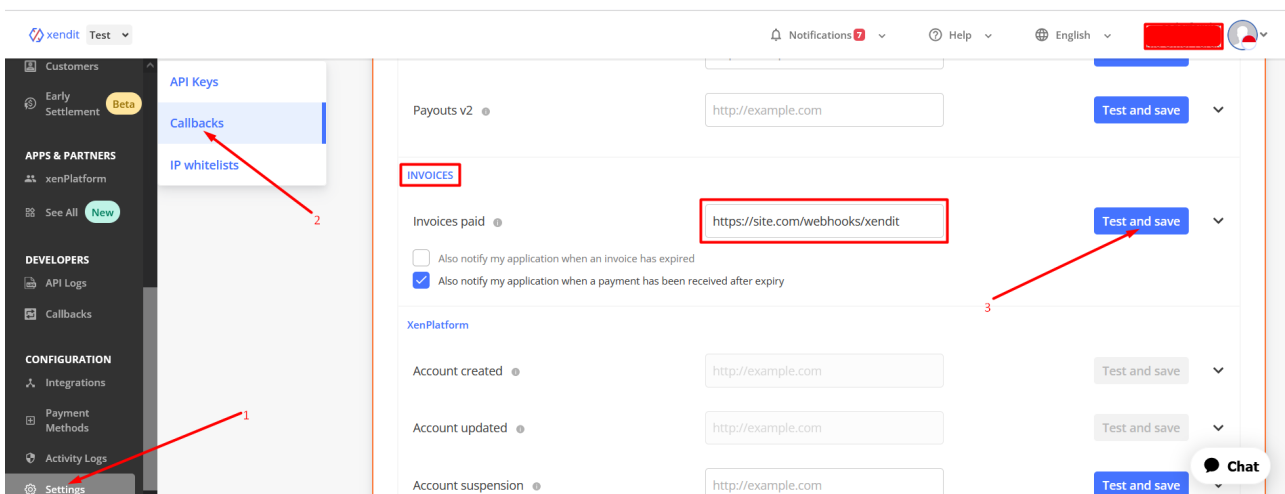 xendit Test
Notifications 7
Help
English
Customers
Early Settlement Beta
APPS & PARTNERS
xenPlatform
See All New
DEVELOPERS
API Logs
Callbacks
CONFIGURATION
Integrations
Payment Methods
Activity Logs
Settings
API Keys
Callbacks
IP whitelists
1
2
Payouts v2 http://example.com Test and save
INVOICES
Invoices paid https://site.com/webhooks/xendit Test and save
Also notify my application when an invoice has expired
Also notify my application when a payment has been received after expiry
3
XenPlatform
Account created http://example.com Test and save
Account updated http://example.com Test and save
Account suspension http://example.com Test and save
Chat